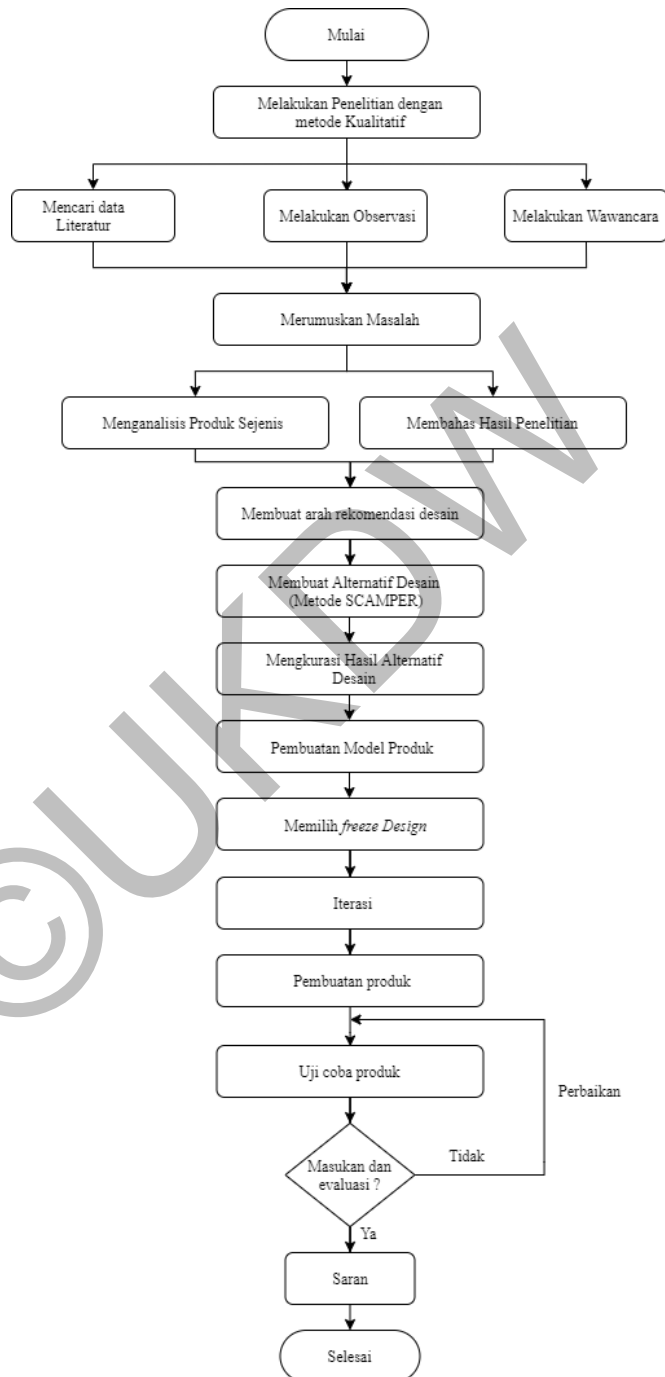 Mulai
Melakukan Penelitian dengan
metode Kualitatif
Mencari data
Literatur
Melakukan Observasi
Melakukan Wawancara
Merumuskan Masalah
Menganalisis Produk Sejenis
Membahas Hasil Penelitian
Membuat arah rekomendasi desain
Membuat Alternatif Desain
(Metode SCAMPER)
Mengkurasi Hasil Alternatif
Desain
Pembuatan Model Produk
Memilih freeze Design
Iterasi
Pembuatan produk
Uji coba produk
Perbaikan
Masukan dan
evaluasi ?
Tidak
Ya
Saran
Selesai
©UKDW